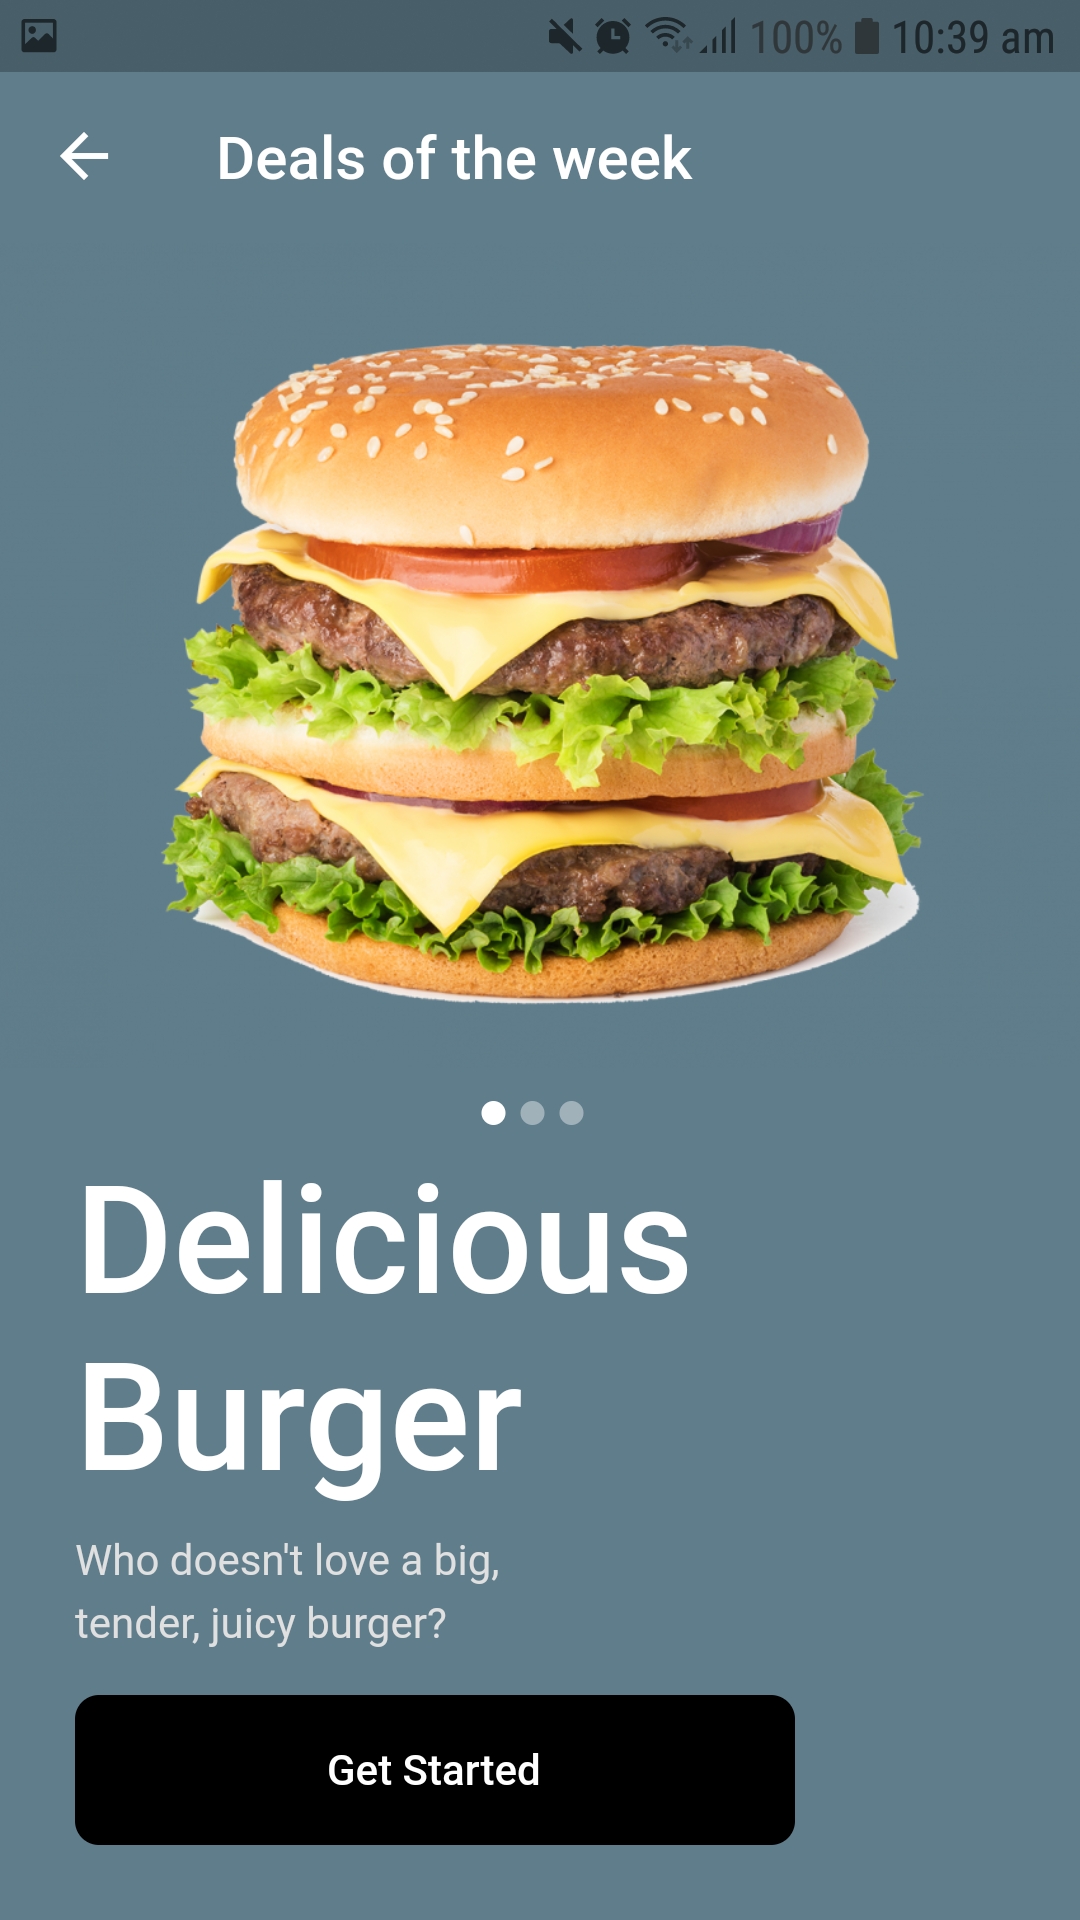 100% 10:39 am
Deals of the week
Delicious
Burger
Who doesn't love a big,
tender, juicy burger?
Get Started